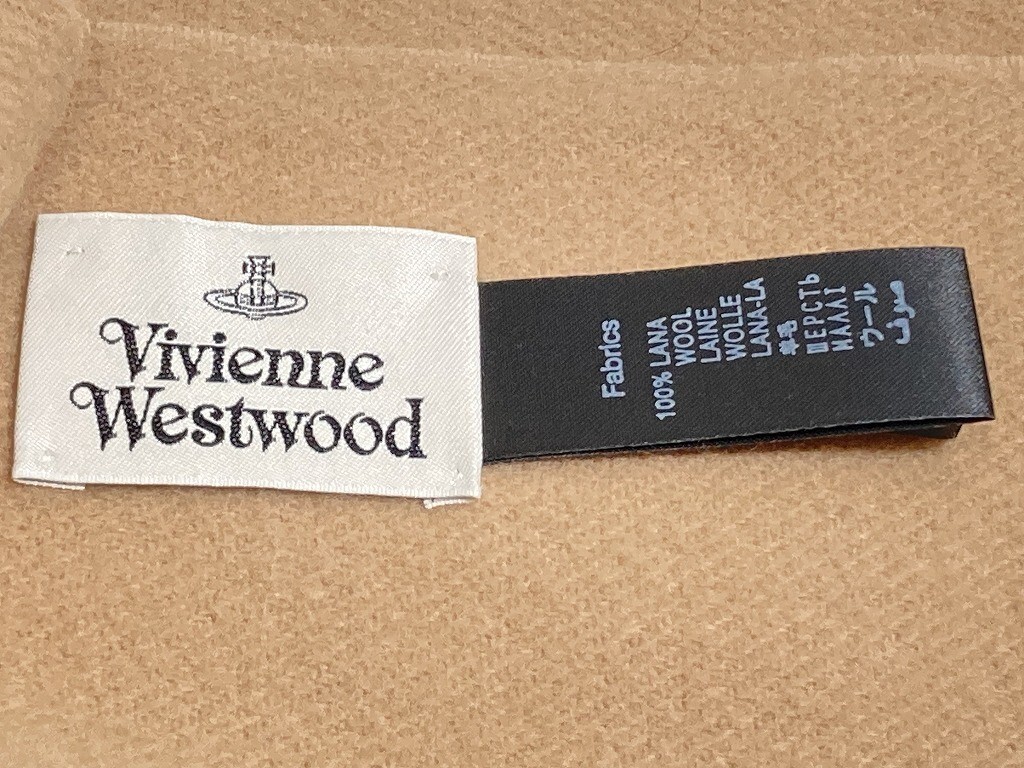 Vivienne
Westwood
Fabrics
100% LANA
WOOL
LAINE
WOLLE
LANA-LA
羊毛
ШЕРСТЬ
ΜΑΛΛΙ
ウール
صوف